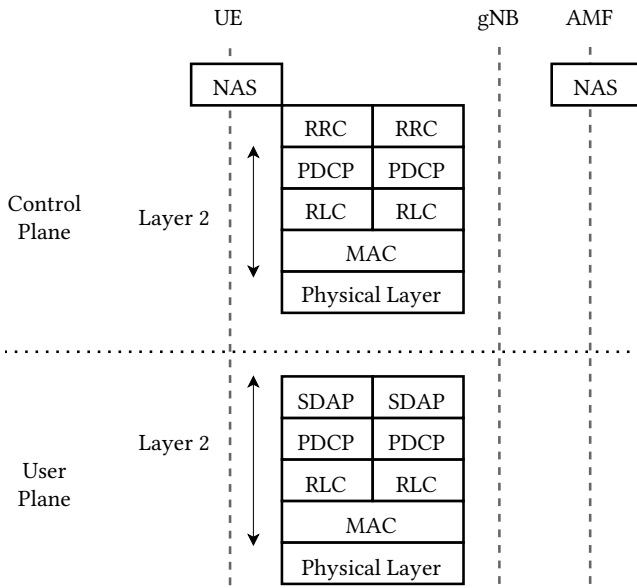 UE gNB AMF
NAS NAS
RRC RRC
PDCP PDCP
Control
Plane
Layer 2
RLC RLC
MAC
Physical Layer
SDAP SDAP
Layer 2
PDCP PDCP
User
Plane
RLC RLC
MAC
Physical Layer